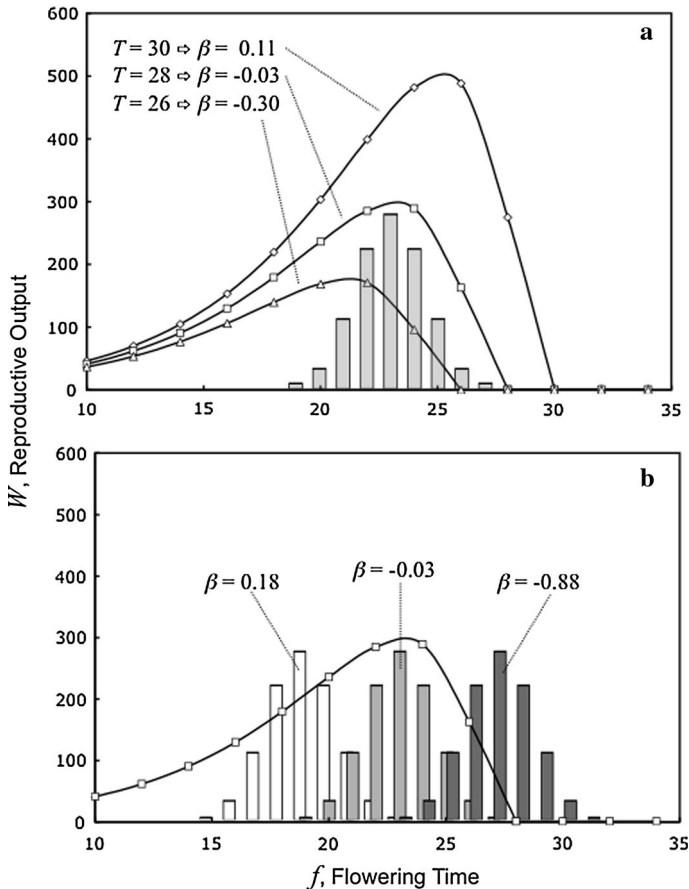 600
500
400
300
200
100
0
10
15
20
25
30
35
a
T = 30 ⇨ β = 0.11
T = 28 ⇨ β = -0.03
T = 26 ⇨ β = -0.30
W, Reproductive Output
600
500
400
300
200
100
0
10
15
20
25
30
35
b
β = 0.18
β = -0.03
β = -0.88
f, Flowering Time